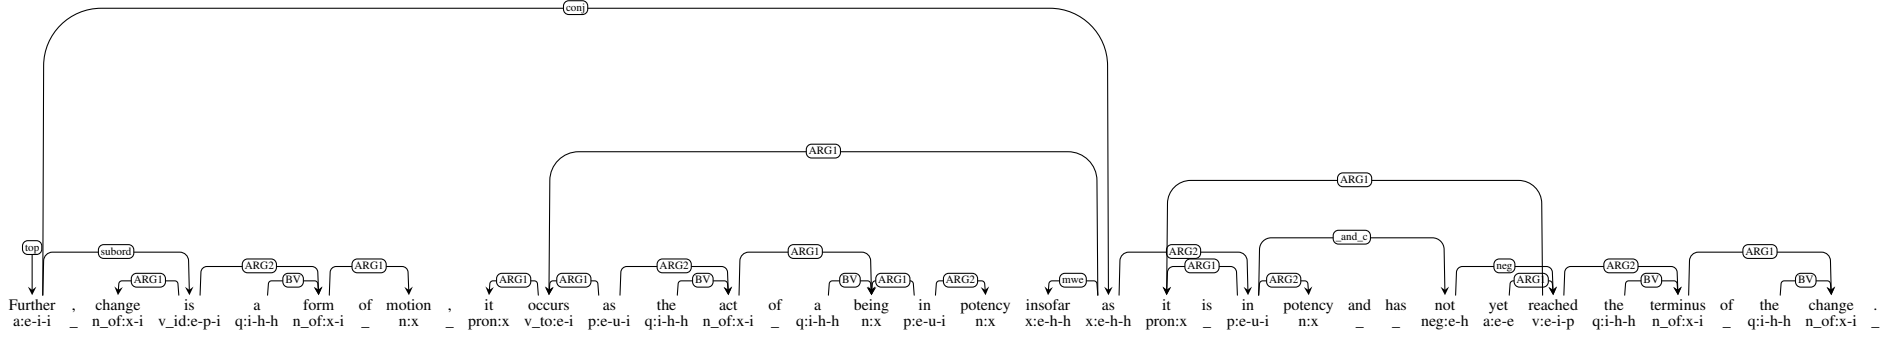 conj
ARG1
ARG1
top _and_c
subord ARG1 ARG2 ARG1
ARG2 ARG1 ARG2 ARG1 neg ARG2
ARG1 BV ARG1 ARG1 BV BV ARG1 ARG2 mwe ARG2 ARG1 BV BV
Further , change is a form of motion , it occurs as the act of a being in potency insofar as it is in potency and has not yet reached the terminus of the change .
a:e-i-i _ n_of:x-i v_id:e-p-i q:i-h-h n_of:x-i _ n:x _ pron:x v_to:e-i p:e-u-i q:i-h-h n_of:x-i _ q:i-h-h n:x p:e-u-i n:x x:e-h-h x:e-h-h pron:x _ p:e-u-i n:x _ _ neg:e-h a:e-e v:e-i-p q:i-h-h n_of:x-i _ q:i-h-h n_of:x-i _